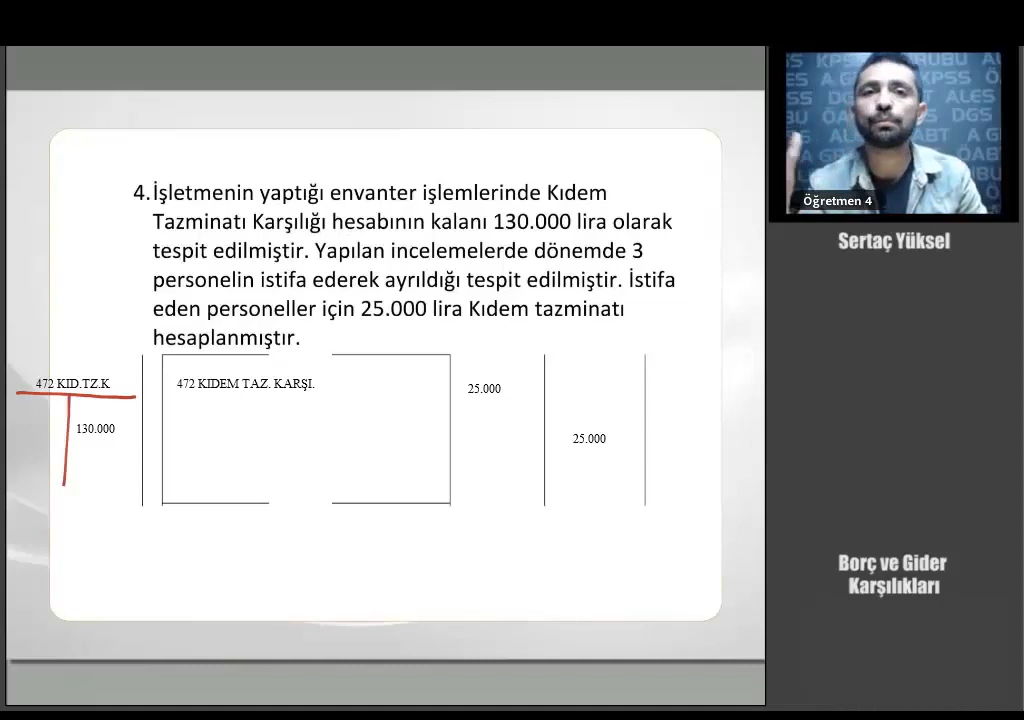 4. İşletmenin yaptığı envanter işlemlerinde Kıdem
Tazminatı Karşılığı hesabının kalanı 130.000 lira olarak
tespit edilmiştir. Yapılan incelemelerde dönemde 3
personelin istifa ederek ayrıldığı tespit edilmiştir. İstifa
eden personeller için 25.000 lira Kıdem tazminatı
hesaplanmıştır.
472 KID.TZ.K
472 KIDEM TAZ. KARŞI.
25.000
130.000
25.000
Öğretmen 4
Sertaç Yüksel
Borç ve Gider
Karşılıkları